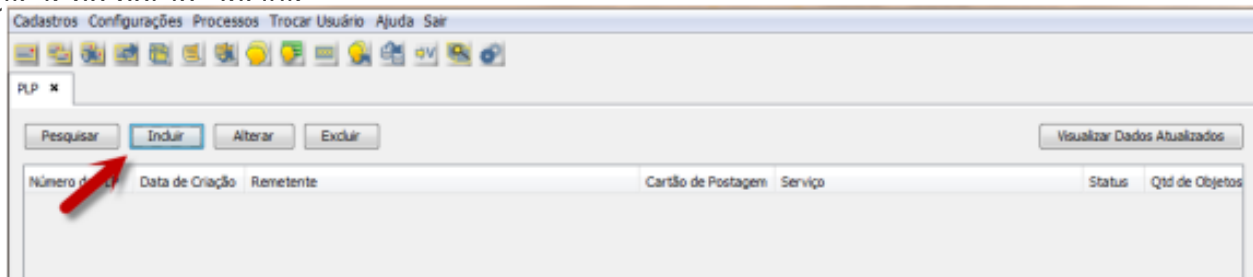 Cadastros Configurações Processos Trocar Usuário Ajuda Sair
PLP
Pesquisar Incluir Alterar Excluir Visualizar Dados Atualizados
Número Data de Criação Remetente Cartão de Postagem Serviço Status Qtd de Objetos